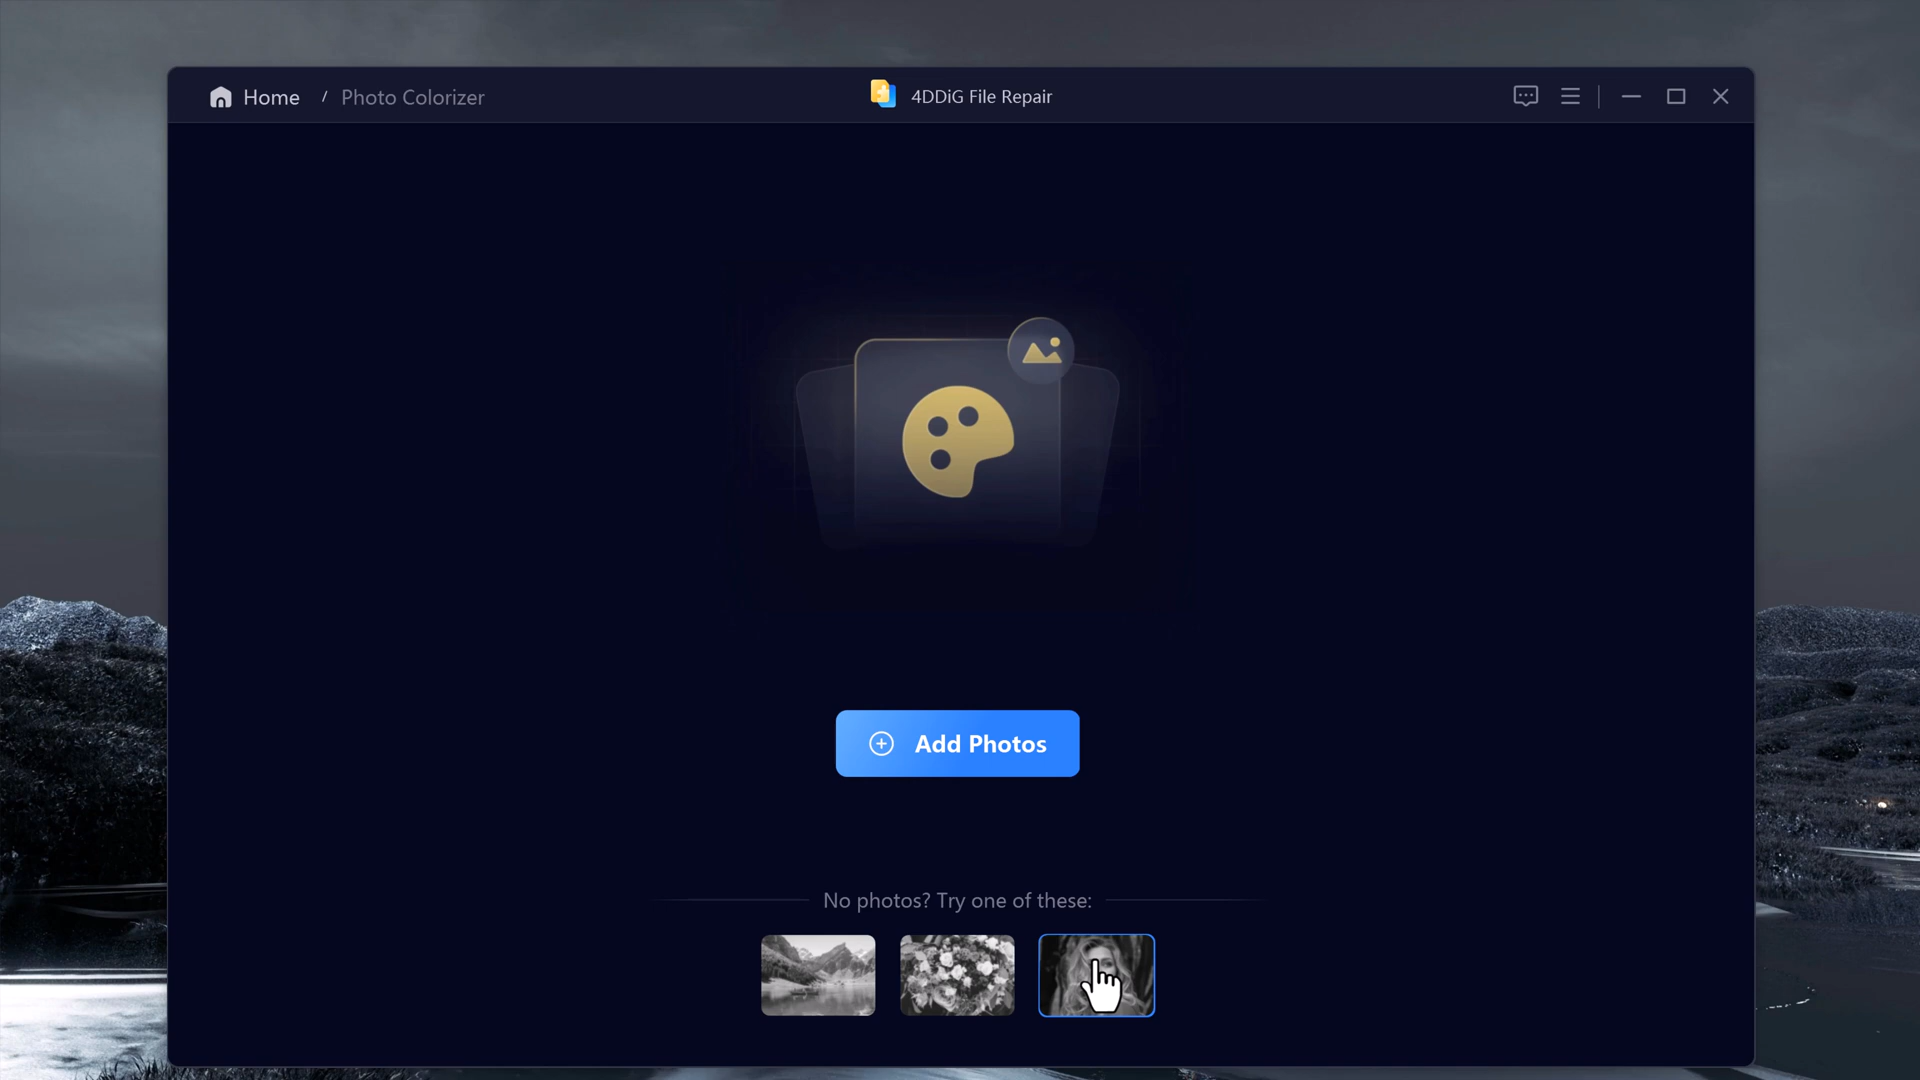 Home / Photo Colorizer
4DDiG File Repair
Add Photos
No photos? Try one of these: